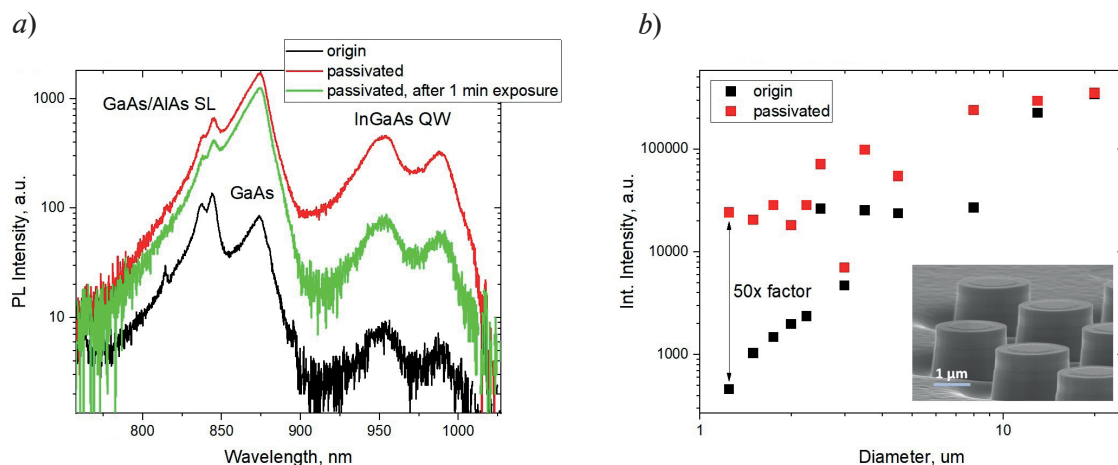 a)
origin
passivated
passivated, after 1 min exposure
GaAs/AlAs SL
InGaAs QW
GaAs
1000
100
10
PL Intensity, a.u.
800
850
900
950
1000
Wavelength, nm
b)
origin
passivated
100000
10000
1000
Int. Intensity, a.u.
50x factor
1 µm
1
10
Diameter, um